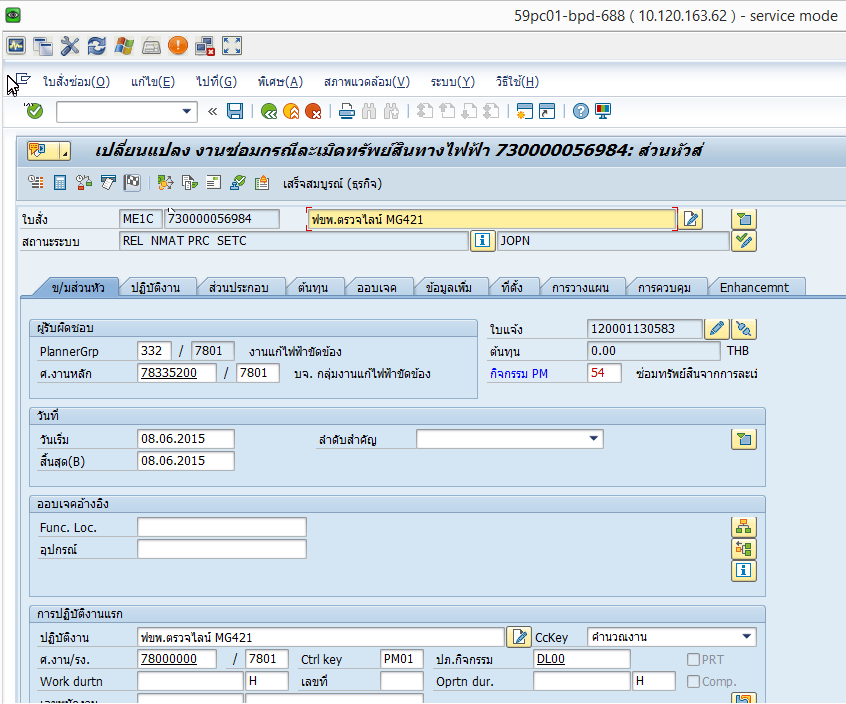 59pc01-bpd-688 ( 10.120.163.62 ) - service mode
ใบสั่งซ่อม(O) แก้ไข(E) ไปที่(G) พิเศษ(A) สภาพแวดล้อม(V) ระบบ(Y) วิธีใช้(H)
เปลี่ยนแปลง งานซ่อมกรณีละเมิดทรัพย์สินทางไฟฟ้า 730000056984: ส่วนหัวส่
เสร็จสมบูรณ์ (ธุรกิจ)
ใบสั่ง ME1C 730000056984 ฟขพ.ตรวจไลน์ MG421
สถานะระบบ REL NMAT PRC SETC JOPN
ข/มส่วนหัว ปฏิบัติงาน ส่วนประกอบ ต้นทุน ออบเจค ข้อมูลเพิ่ม ที่ตั้ง การวางแผน การควบคุม Enhancemnt
ผู้รับผิดชอบ
PlannerGrp 332 / 7801 งานแก้ไฟฟ้าขัดข้อง
ศ.งานหลัก 78335200 / 7801 บจ. กลุ่มงานแก้ไฟฟ้าขัดข้อง
ใบแจ้ง 120001130583
ต้นทุน 0.00 THB
กิจกรรม PM 54 ซ่อมทรัพย์สินจากการละเ
วันที่
วันเริ่ม 08.06.2015 ลำดับสำคัญ
สิ้นสุด(B) 08.06.2015
ออบเจคอ้างอิง
Func. Loc.
อุปกรณ์
การปฏิบัติงานแรก
ปฏิบัติงาน ฟขพ.ตรวจไลน์ MG421 CcKey คำนวณงาน
ศ.งาน/รง. 78000000 / 7801 Ctrl key PM01 ปภ.กิจกรรม DL00 PRT
Work durtn H เลขที่ Oprtn dur. H Comp.